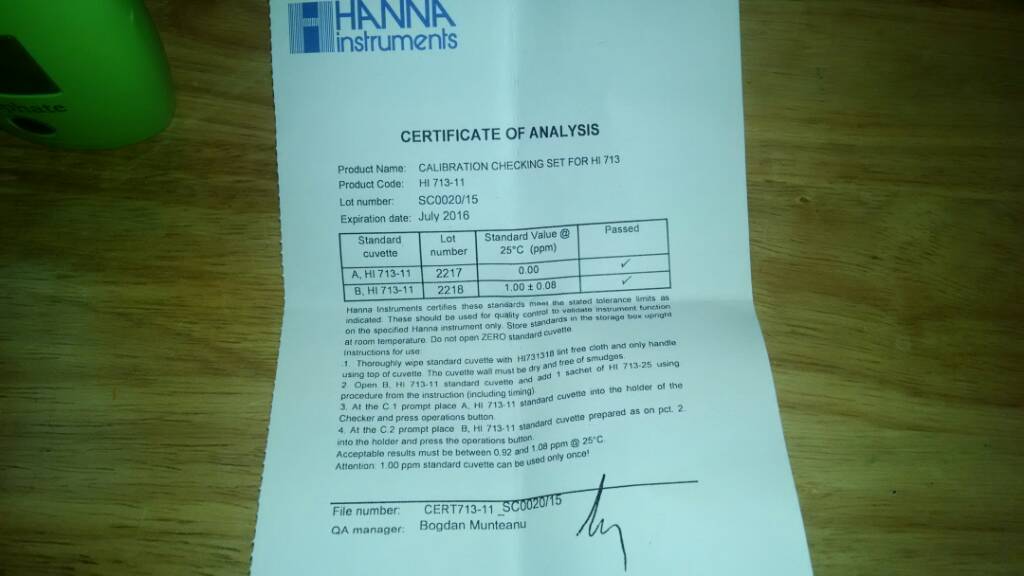 HANNA
instruments
phate
CERTIFICATE OF ANALYSIS
Product Name: CALIBRATION CHECKING SET FOR HI 713
Product Code: HI 713-11
Lot number: SC0020/15
Expiration date: July 2016
Standard cuvette Lot number Standard Value @ 25°C (ppm) Passed
A, HI 713-11 2217 0.00 ✓
B, HI 713-11 2218 1.00 ± 0.08 ✓
Hanna Instruments certifies these standards meet the stated tolerance limits as
indicated. These should be used for quality control to validate instrument function
on the specified Hanna instrument only. Store standards in the storage box upright
at room temperature. Do not open ZERO standard cuvette.
Instructions for use:
1. Thoroughly wipe standard cuvette with HI731318 lint free cloth and only handle
using top of cuvette. The cuvette wall must be dry and free of smudges.
2. Open B, HI 713-11 standard cuvette and add 1 sachet of HI 713-25 using
procedure from the instruction (including timing).
3. At the C.1 prompt place A, HI 713-11 standard cuvette into the holder of the
Checker and press operations button.
4. At the C.2 prompt place B, HI 713-11 standard cuvette prepared as on pct. 2.
into the holder and press the operations button.
Acceptable results must be between 0.92 and 1.08 ppm @ 25°C.
Attention: 1.00 ppm standard cuvette can be used only once!
File number: CERT713-11_SC0020/15
QA manager: Bogdan Munteanu